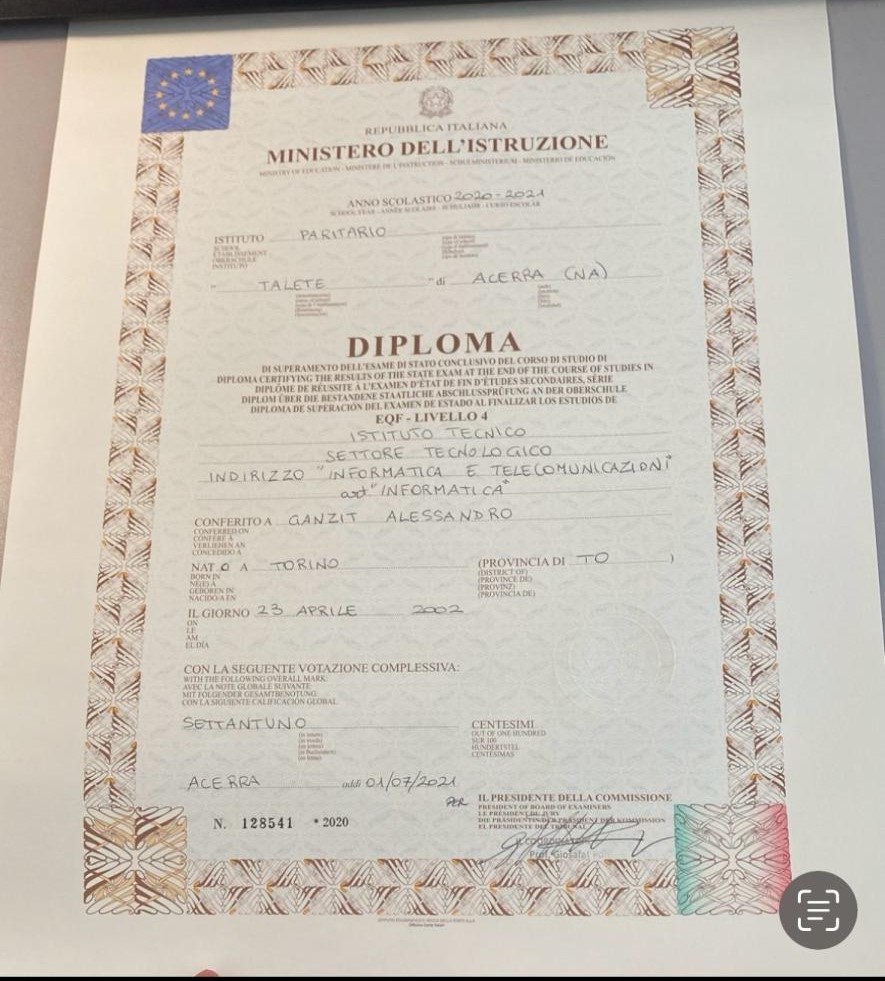 REPUBBLICA ITALIANA
MINISTERO DELL'ISTRUZIONE
MINISTRY OF EDUCATION - MINISTÈRE DE L'INSTRUCTION - SCHULMINISTERIUM - MINISTERIO DE EDUCACIÓN
ANNO SCOLASTICO 2020-2021
SCHOOL YEAR - ANNÉE SCOLAIRE - SCHULJAHR - CURSO ESCOLAR
ISTITUTO PARITARIO
SCHOOL
ÉTABLISSEMENT
OBERSCHULE
INSTITUTO
" TALETE " di ACERRA (NA)
DIPLOMA
DI SUPERAMENTO DELL'ESAME DI STATO CONCLUSIVO DEL CORSO DI STUDIO DI
DIPLOMA CERTIFYING THE RESULTS OF THE STATE EXAM AT THE END OF THE COURSE OF STUDIES IN
DIPLÔME DE RÉUSSITE À L'EXAMEN D'ÉTAT DE FIN D'ÉTUDES SECONDAIRES, SÉRIE
DIPLOM ÜBER DIE BESTANDENE STAATLICHE ABSCHLUSSPRÜFUNG AN DER OBERSCHULE
DIPLOMA DE SUPERACIÓN DEL EXAMEN DE ESTADO AL FINALIZAR LOS ESTUDIOS DE
EQF - LIVELLO 4
ISTITUTO TECNICO
SETTORE TECNOLOGICO
INDIRIZZO "INFORMATICA E TELECOMUNICAZIONI"
art "INFORMATICA"
CONFERITO A GANZIT ALESSANDRO
CONFERRED ON
CONFÉRÉ À
VERLIEHEN AN
CONCEDIDO A
NAT O A TORINO (PROVINCIA DI TO )
BORN IN (DISTRICT OF)
NÉ(E) À (PROVINCE DE)
GEBOREN IN (PROVINZ)
NACIDO/A EN (PROVINCIA DE)
IL GIORNO 23 APRILE 2002
ON
LE
AM
EL DÍA
CON LA SEGUENTE VOTAZIONE COMPLESSIVA:
WITH THE FOLLOWING OVERALL MARK:
AVEC LA NOTE GLOBALE SUIVANTE
MIT FOLGENDER GESAMTBENOTUNG
CON LA SIGUIENTE CALIFICACIÓN GLOBAL
SETTANTUNO CENTESIMI
OUT OF ONE HUNDRED
SUR 100
HUNDERTSTEL
CENTÉSIMAS
ACERRA addì 01/07/2021
PER IL PRESIDENTE DELLA COMMISSIONE
PRESIDENT OF BOARD OF EXAMINERS
LE PRÉSIDENT DU JURY
DIE PRÄSIDENTIN/DER PRÄSIDENT DER KOMMISSION
EL PRESIDENTE DEL TRIBUNAL
N. 128541 * 2020
Prof.